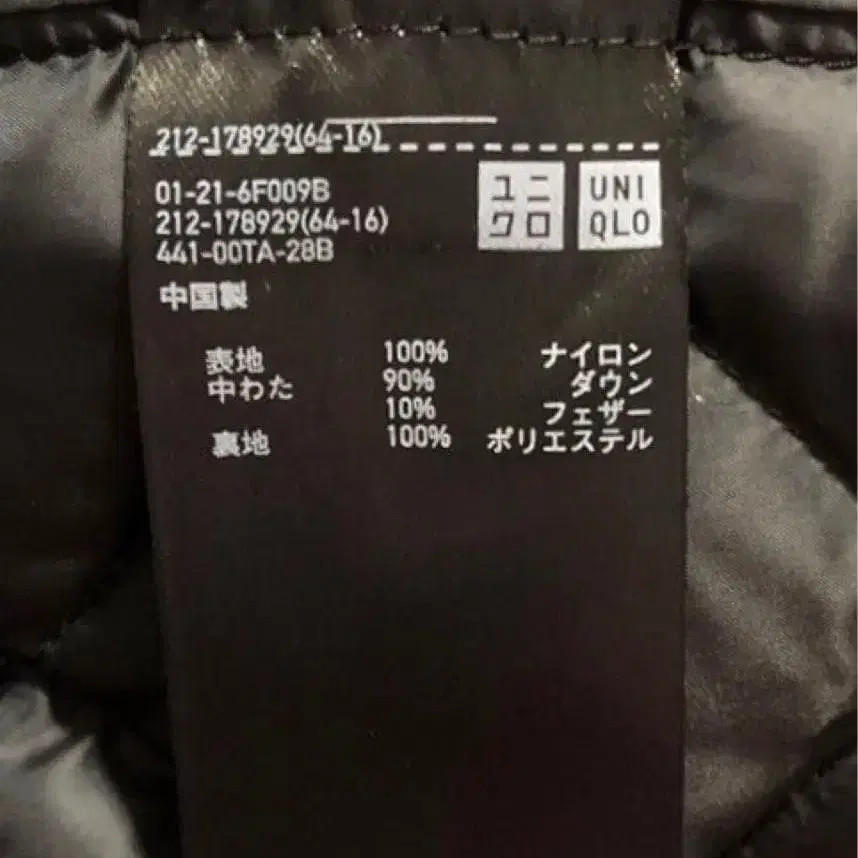 212-178929(64-16)
01-21-6F009B
212-178929(64-16)
441-00TA-28B
ユニ
クロ
UNI
QLO
中国製
表地 100% ナイロン
中わた 90% ダウン
10% フェザー
裏地 100% ポリエステル